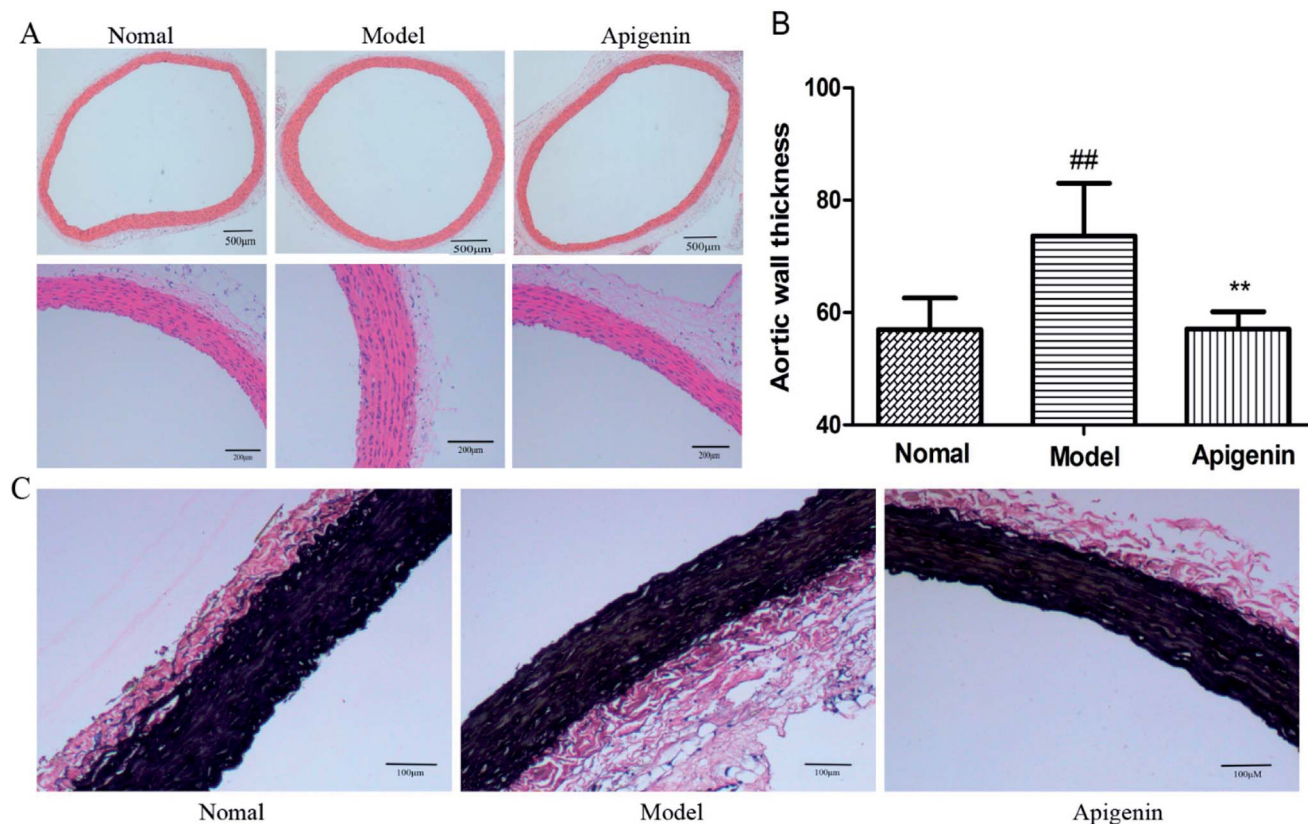 A
Nomal
Model
Apigenin
500μm
500μm
500μm
200μm
200μm
200μm
B
Aortic wall thickness
100
80
60
40
##
**
Nomal
Model
Apigenin
C
100μm
100μm
100μM
Nomal
Model
Apigenin